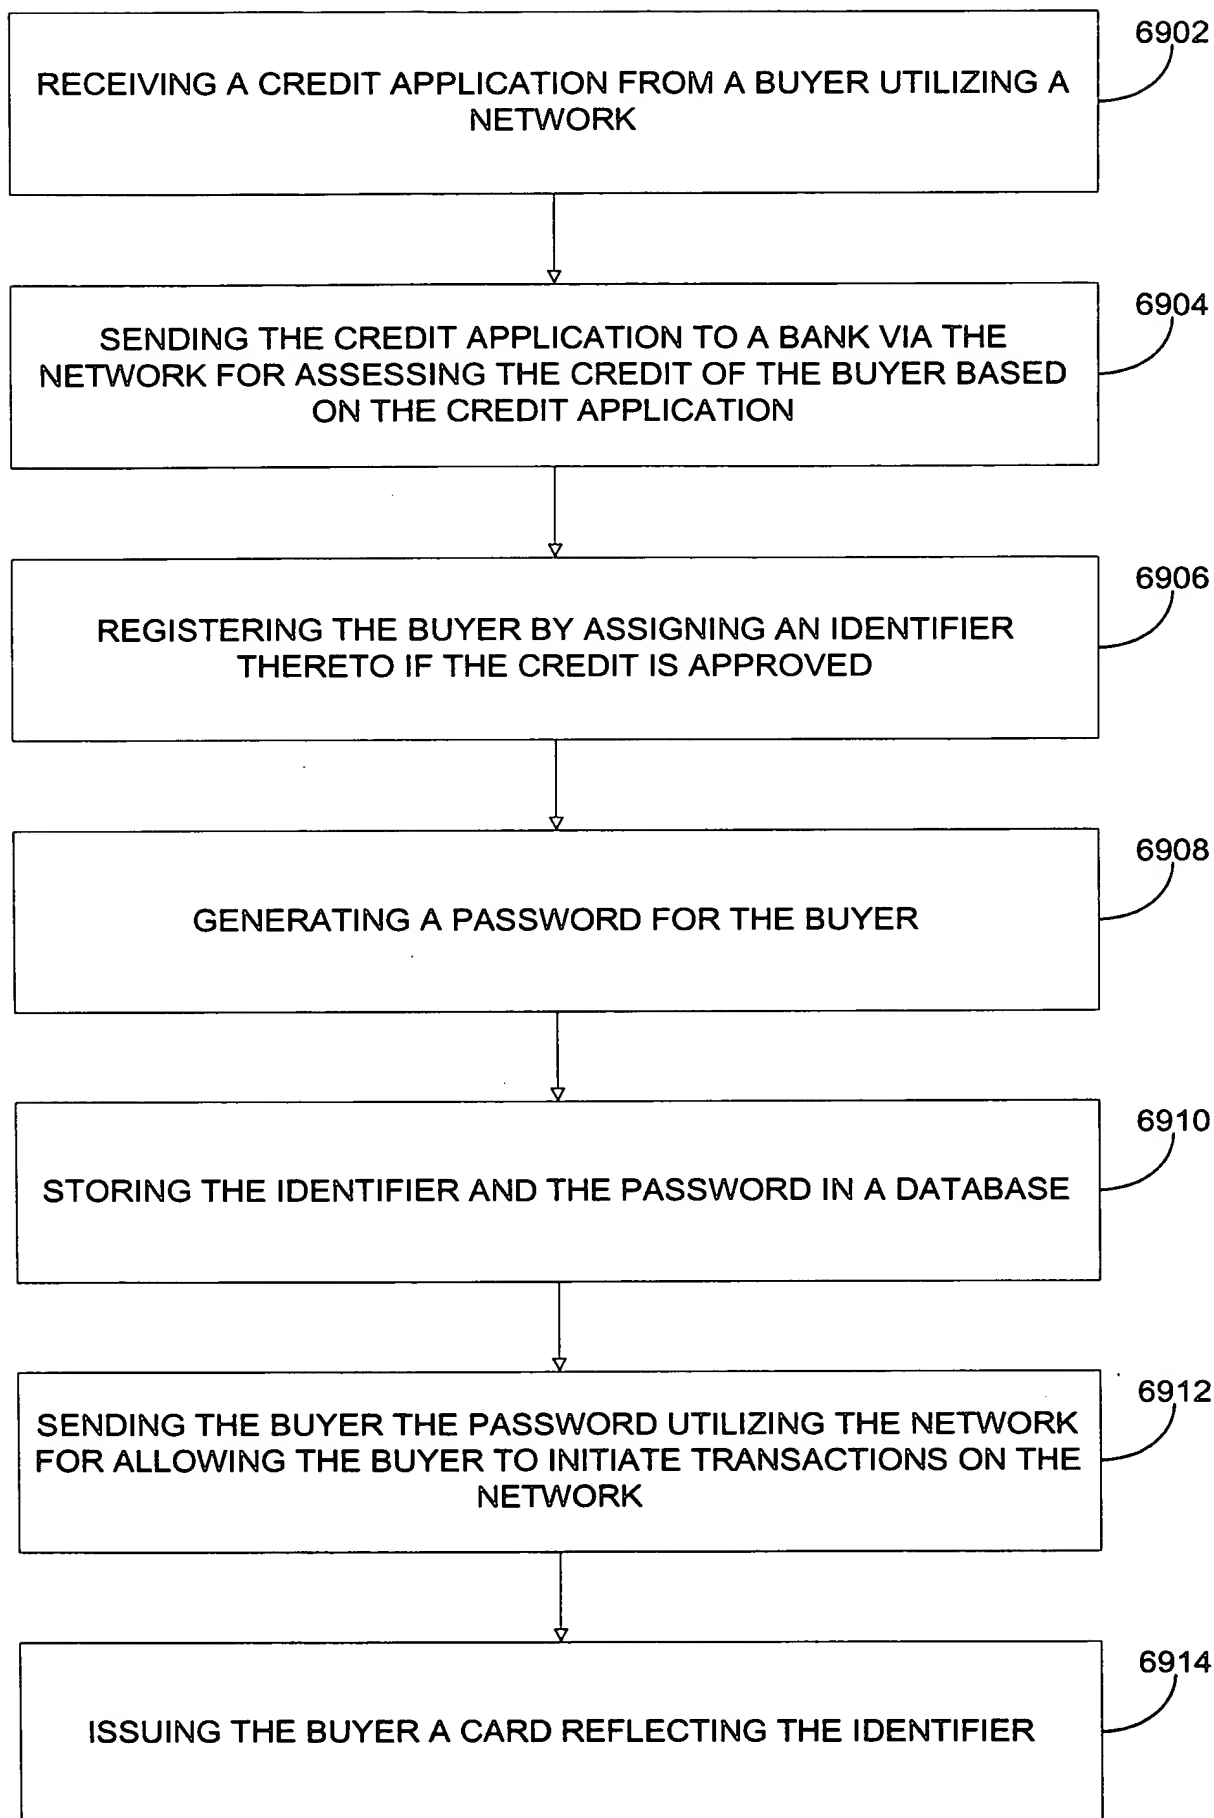 6902
RECEIVING A CREDIT APPLICATION FROM A BUYER UTILIZING A
NETWORK
6904
SENDING THE CREDIT APPLICATION TO A BANK VIA THE
NETWORK FOR ASSESSING THE CREDIT OF THE BUYER BASED
ON THE CREDIT APPLICATION
6906
REGISTERING THE BUYER BY ASSIGNING AN IDENTIFIER
THERETO IF THE CREDIT IS APPROVED
6908
GENERATING A PASSWORD FOR THE BUYER
6910
STORING THE IDENTIFIER AND THE PASSWORD IN A DATABASE
6912
SENDING THE BUYER THE PASSWORD UTILIZING THE NETWORK
FOR ALLOWING THE BUYER TO INITIATE TRANSACTIONS ON THE
NETWORK
6914
ISSUING THE BUYER A CARD REFLECTING THE IDENTIFIER